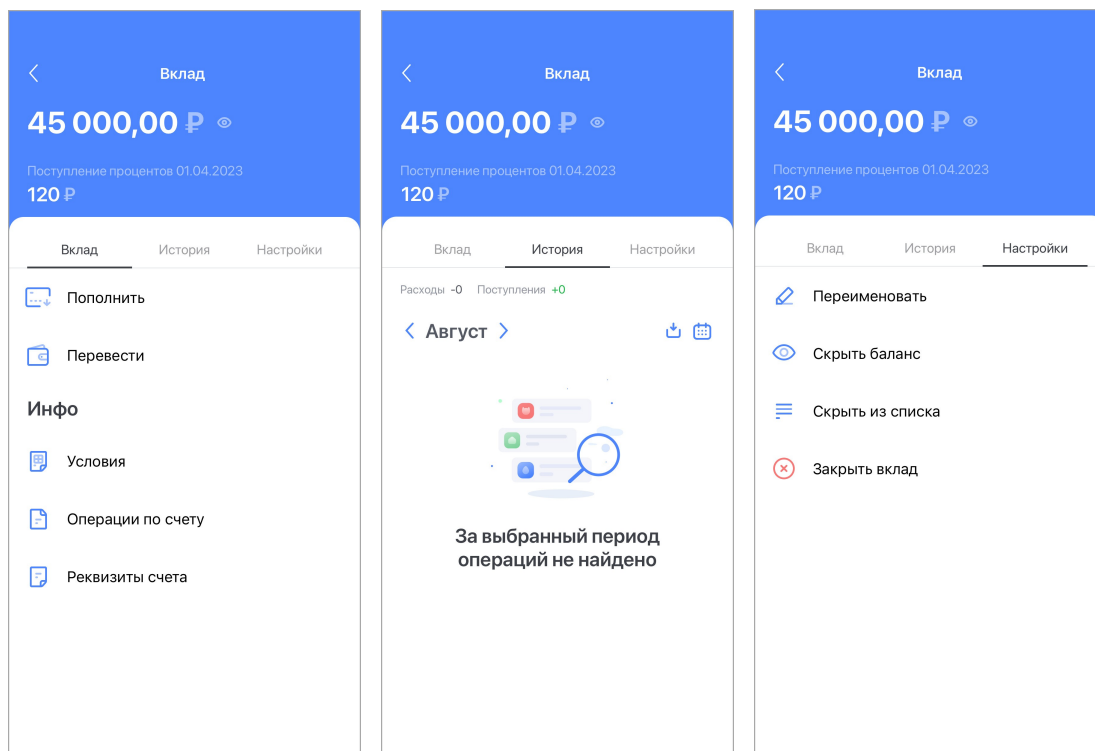 Вклад
45 000,00 ₽
Поступление процентов 01.04.2023
120 ₽
Вклад История Настройки
Пополнить
Перевести
Инфо
Условия
Операции по счету
Реквизиты счета
Вклад
45 000,00 ₽
Поступление процентов 01.04.2023
120 ₽
Вклад История Настройки
Расходы -0 Поступления +0
Август
За выбранный период
операций не найдено
Вклад
45 000,00 ₽
Поступление процентов 01.04.2023
120 ₽
Вклад История Настройки
Переименовать
Скрыть баланс
Скрыть из списка
Закрыть вклад